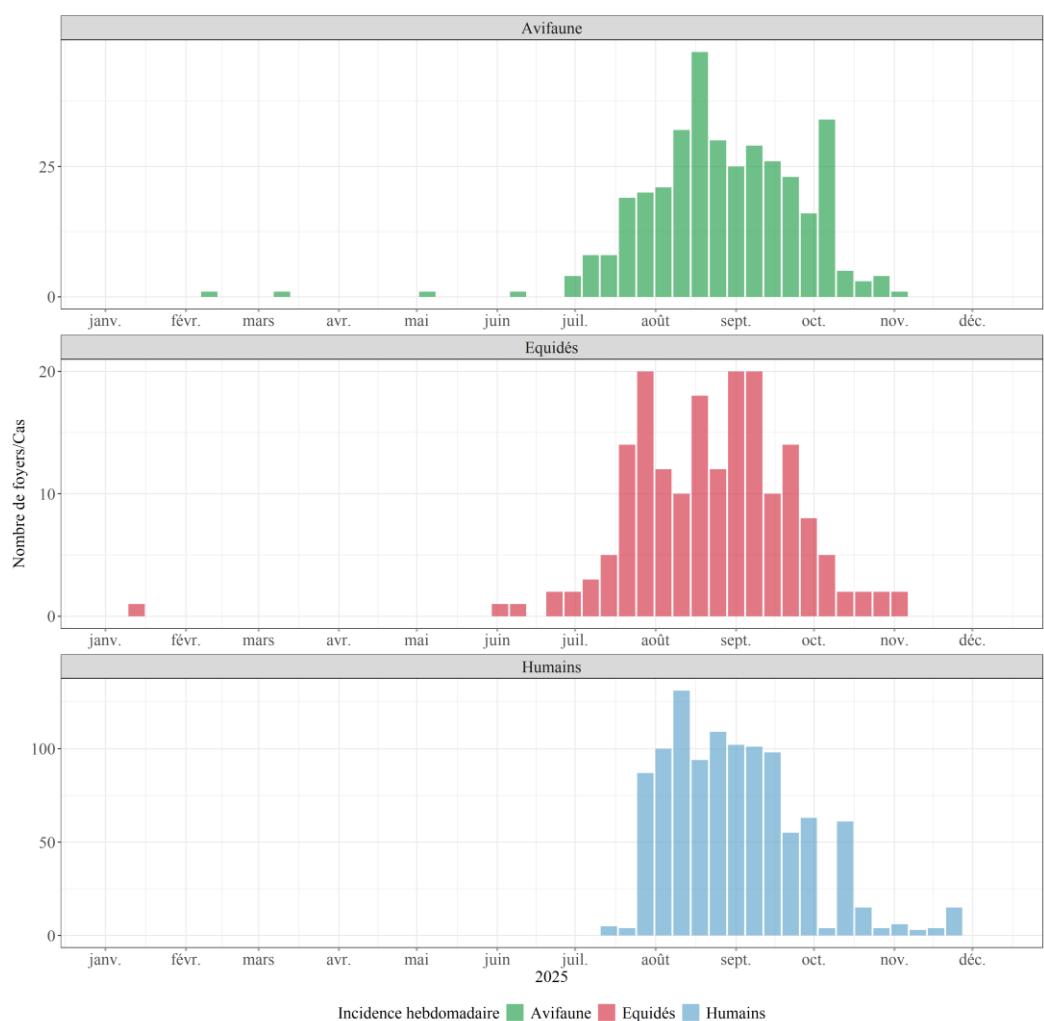 Avifaune
25
0
janv. févr. mars avr. mai juin juil. août sept. oct. nov. déc.
Equidés
20
10
0
janv. févr. mars avr. mai juin juil. août sept. oct. nov. déc.
Nombre de foyers/Cas
Humains
100
50
0
janv. févr. mars avr. mai juin juil. août sept. oct. nov. déc.
2025
Incidence hebdomadaire Avifaune Equidés Humains